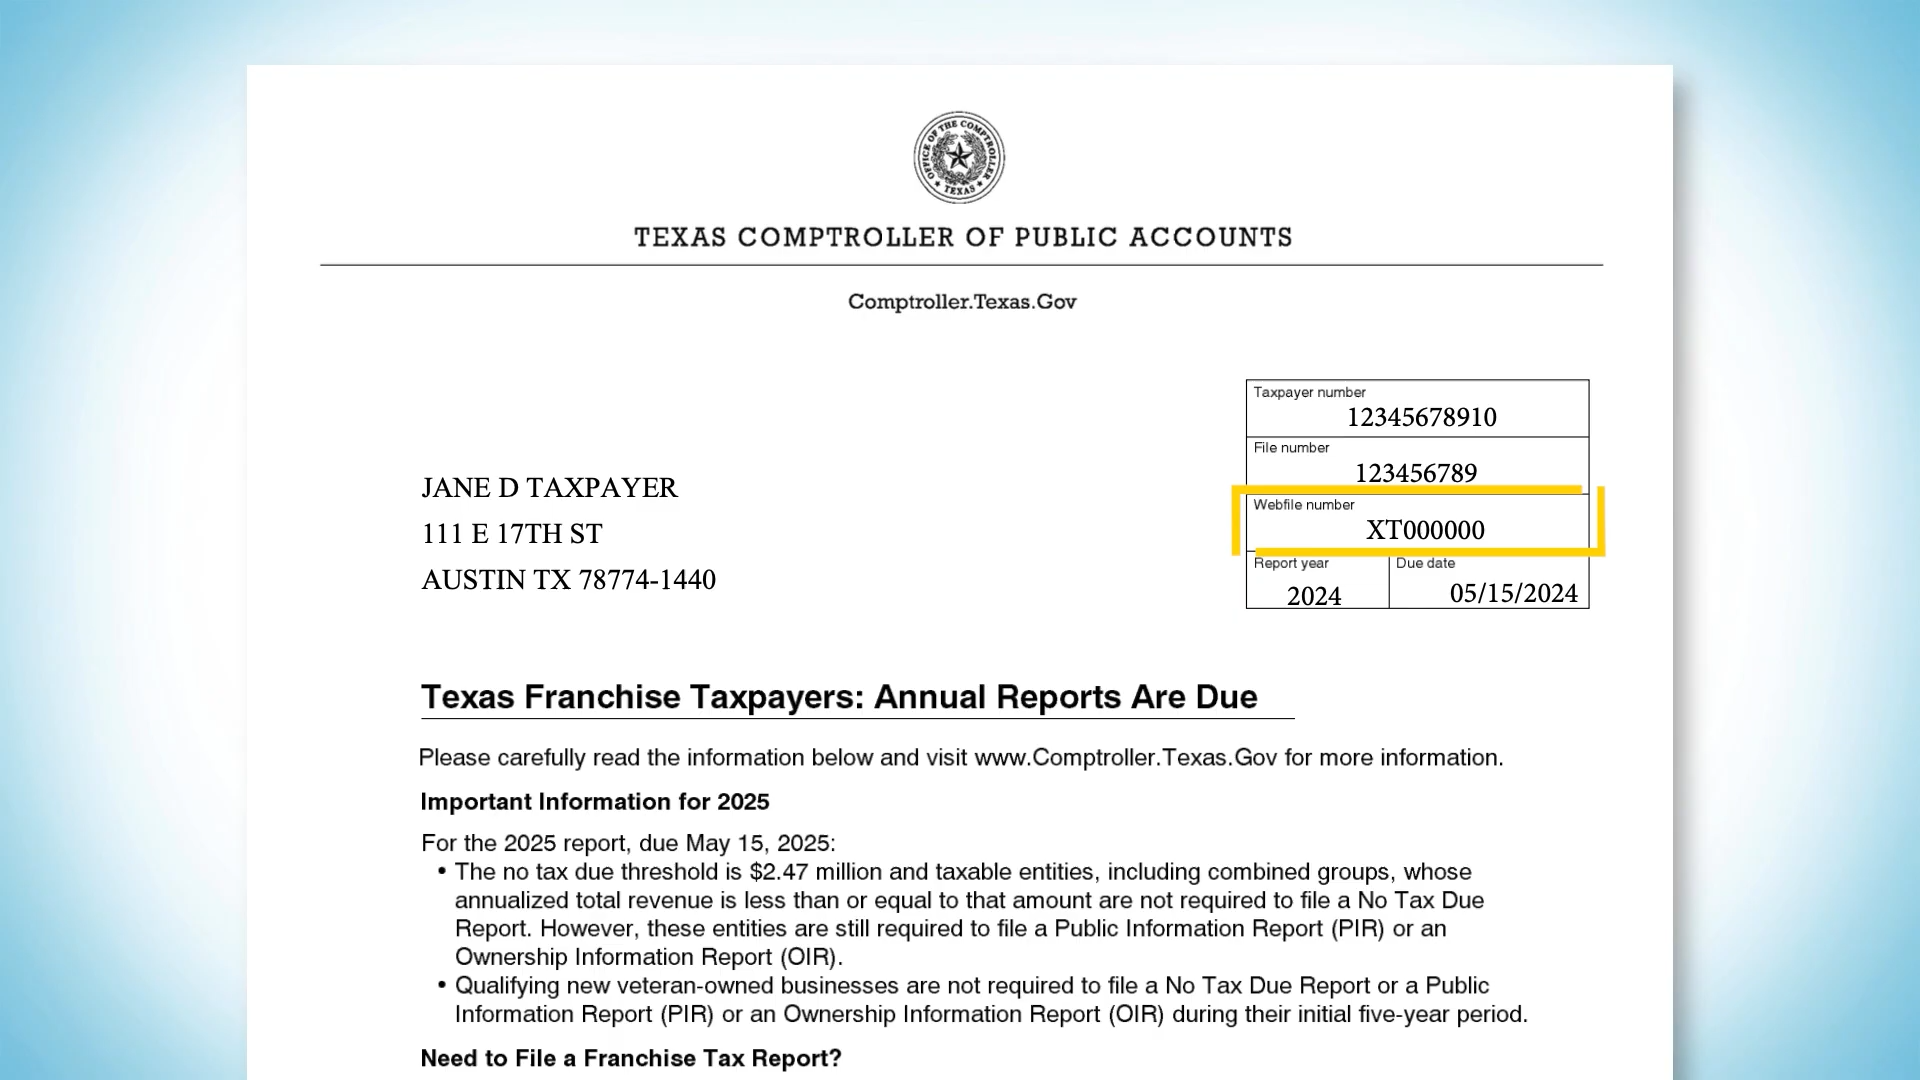 OFFICE OF THE COMPTROLLER
★ TEXAS ★
TEXAS COMPTROLLER OF PUBLIC ACCOUNTS
Comptroller.Texas.Gov
Taxpayer number
12345678910
File number
123456789
Webfile number
XT000000
Report year
2024
Due date
05/15/2024
JANE D TAXPAYER
111 E 17TH ST
AUSTIN TX 78774-1440
Texas Franchise Taxpayers: Annual Reports Are Due
Please carefully read the information below and visit www.Comptroller.Texas.Gov for more information.
Important Information for 2025
For the 2025 report, due May 15, 2025:
• The no tax due threshold is $2.47 million and taxable entities, including combined groups, whose
annualized total revenue is less than or equal to that amount are not required to file a No Tax Due
Report. However, these entities are still required to file a Public Information Report (PIR) or an
Ownership Information Report (OIR).
• Qualifying new veteran-owned businesses are not required to file a No Tax Due Report or a Public
Information Report (PIR) or an Ownership Information Report (OIR) during their initial five-year period.
Need to File a Franchise Tax Report?